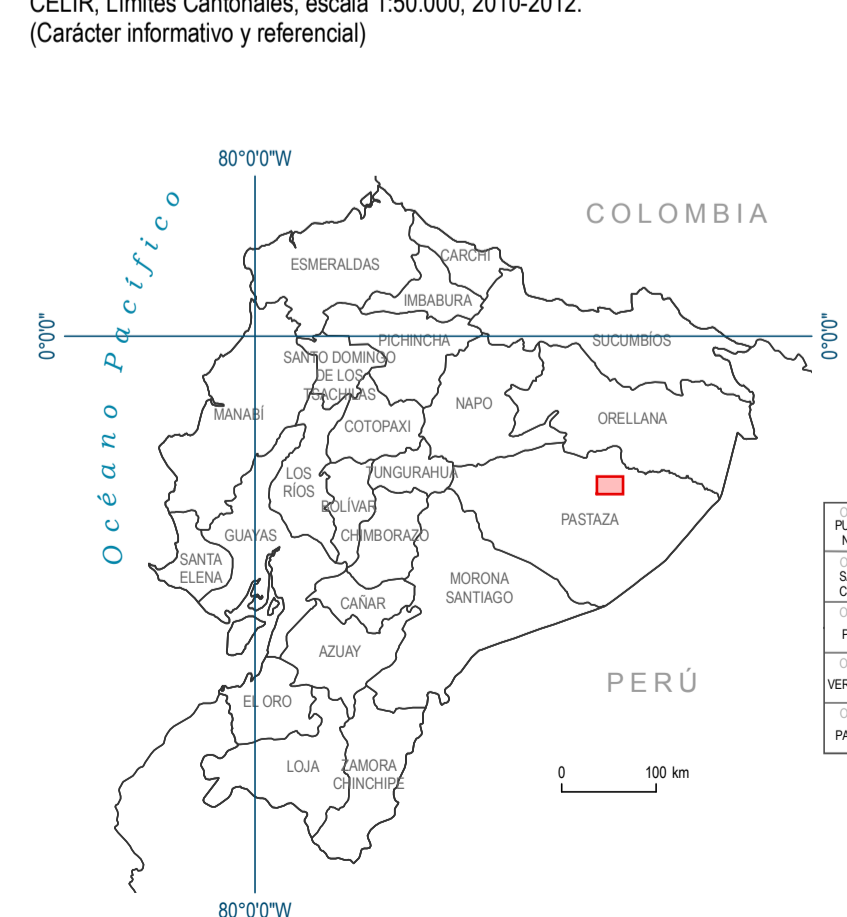 CELIR, Límites Cantonales, escala 1:50.000, 2010-2012.
(Carácter informativo y referencial)
80°0'0"W
COLOMBIA
Océano Pacífico
ESMERALDAS
CARCHI
IMBABURA
0°0'0"
PICHINCHA
SUCUMBÍOS
0°0'0"
SANTO DOMINGO
DE LOS
TSACHILAS
MANABÍ
NAPO
ORELLANA
COTOPAXI
LOS
RÍOS
TUNGURAHUA
BOLÍVAR
PASTAZA
GUAYAS
CHIMBORAZO
SANTA
ELENA
MORONA
SANTIAGO
CAÑAR
AZUAY
PERÚ
EL ORO
LOJA
ZAMORA
CHINCHIPE
0 100 km
80°0'0"W